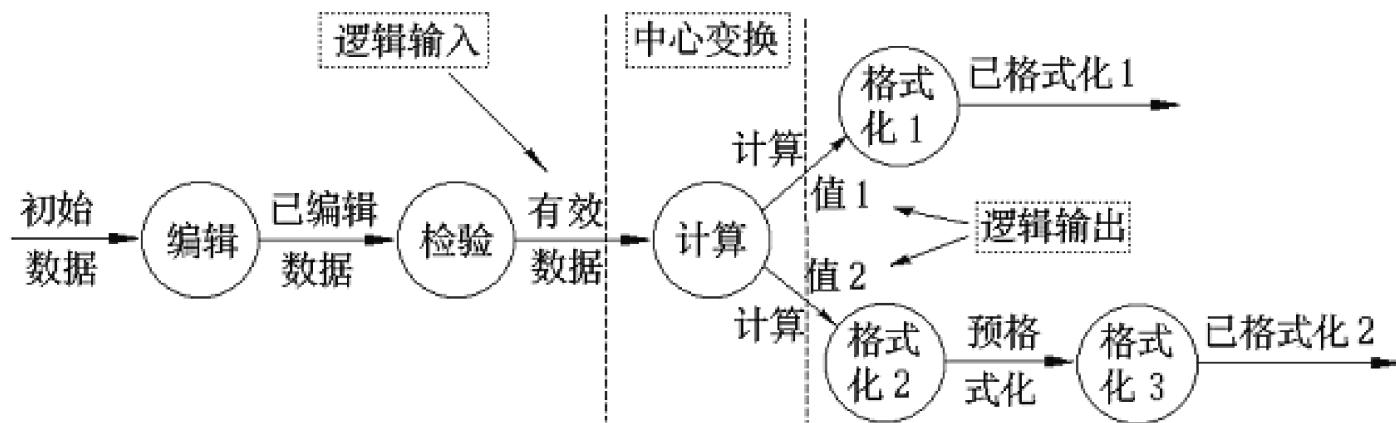 逻辑输入
中心变换
格式
化1
已格式化1
计算
值1
初始
数据
编辑
已编辑
数据
检验
有效
数据
计算
逻辑输出
值2
计算
格式
化2
预格
式化
格式
化3
已格式化2